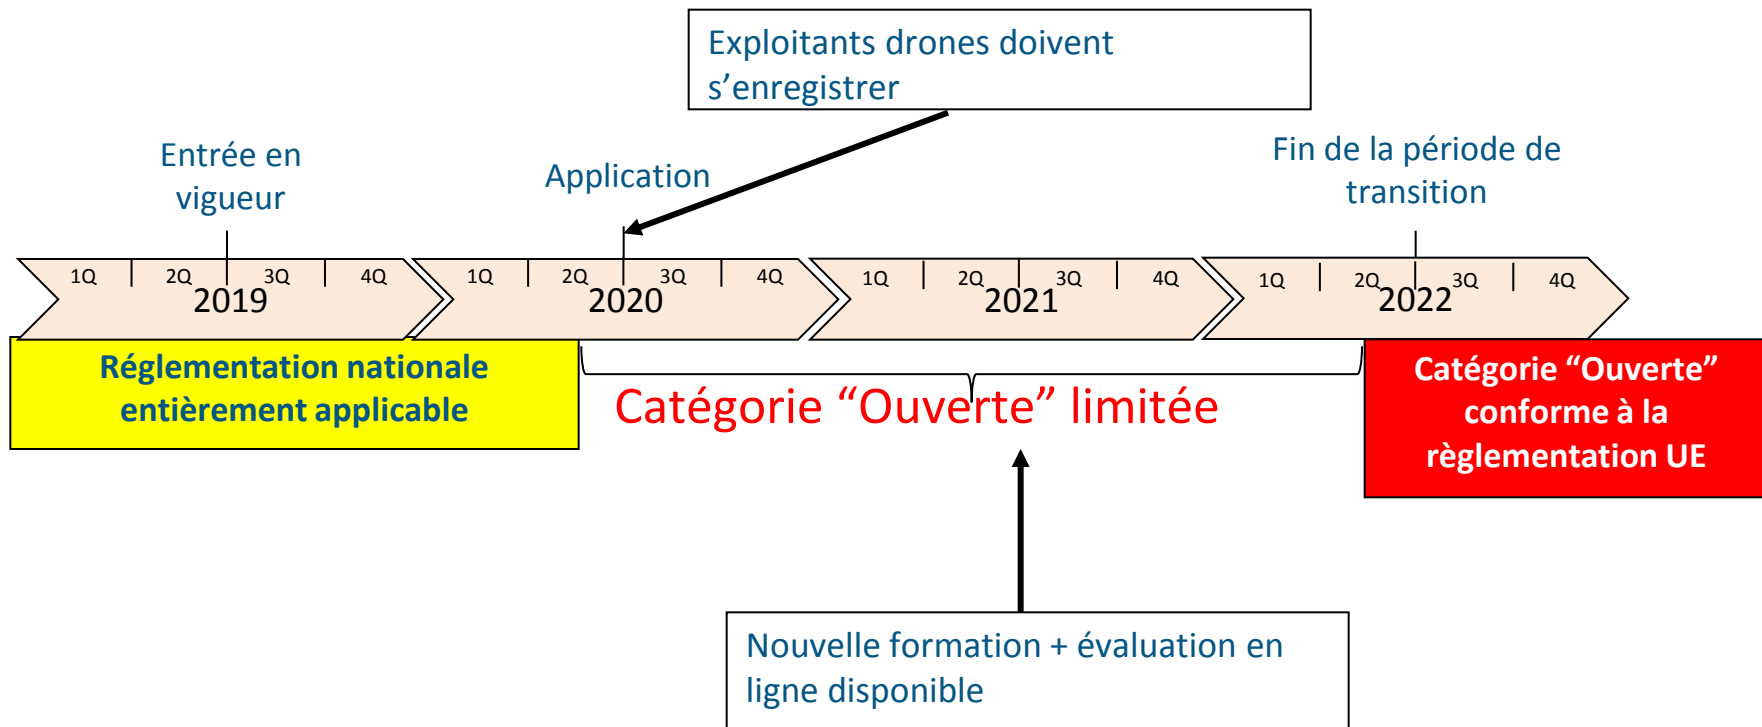 Exploitants drones doivent
s’enregistrer
Entrée en
vigueur
Application
Fin de la période de
transition
1Q 2Q 3Q 4Q
2019
1Q 2Q 3Q 4Q
2020
1Q 2Q 3Q 4Q
2021
1Q 2Q 3Q 4Q
2022
Réglementation nationale
entièrement applicable
Catégorie “Ouverte” limitée
Catégorie “Ouverte”
conforme à la
règlementation UE
Nouvelle formation + évaluation en
ligne disponible